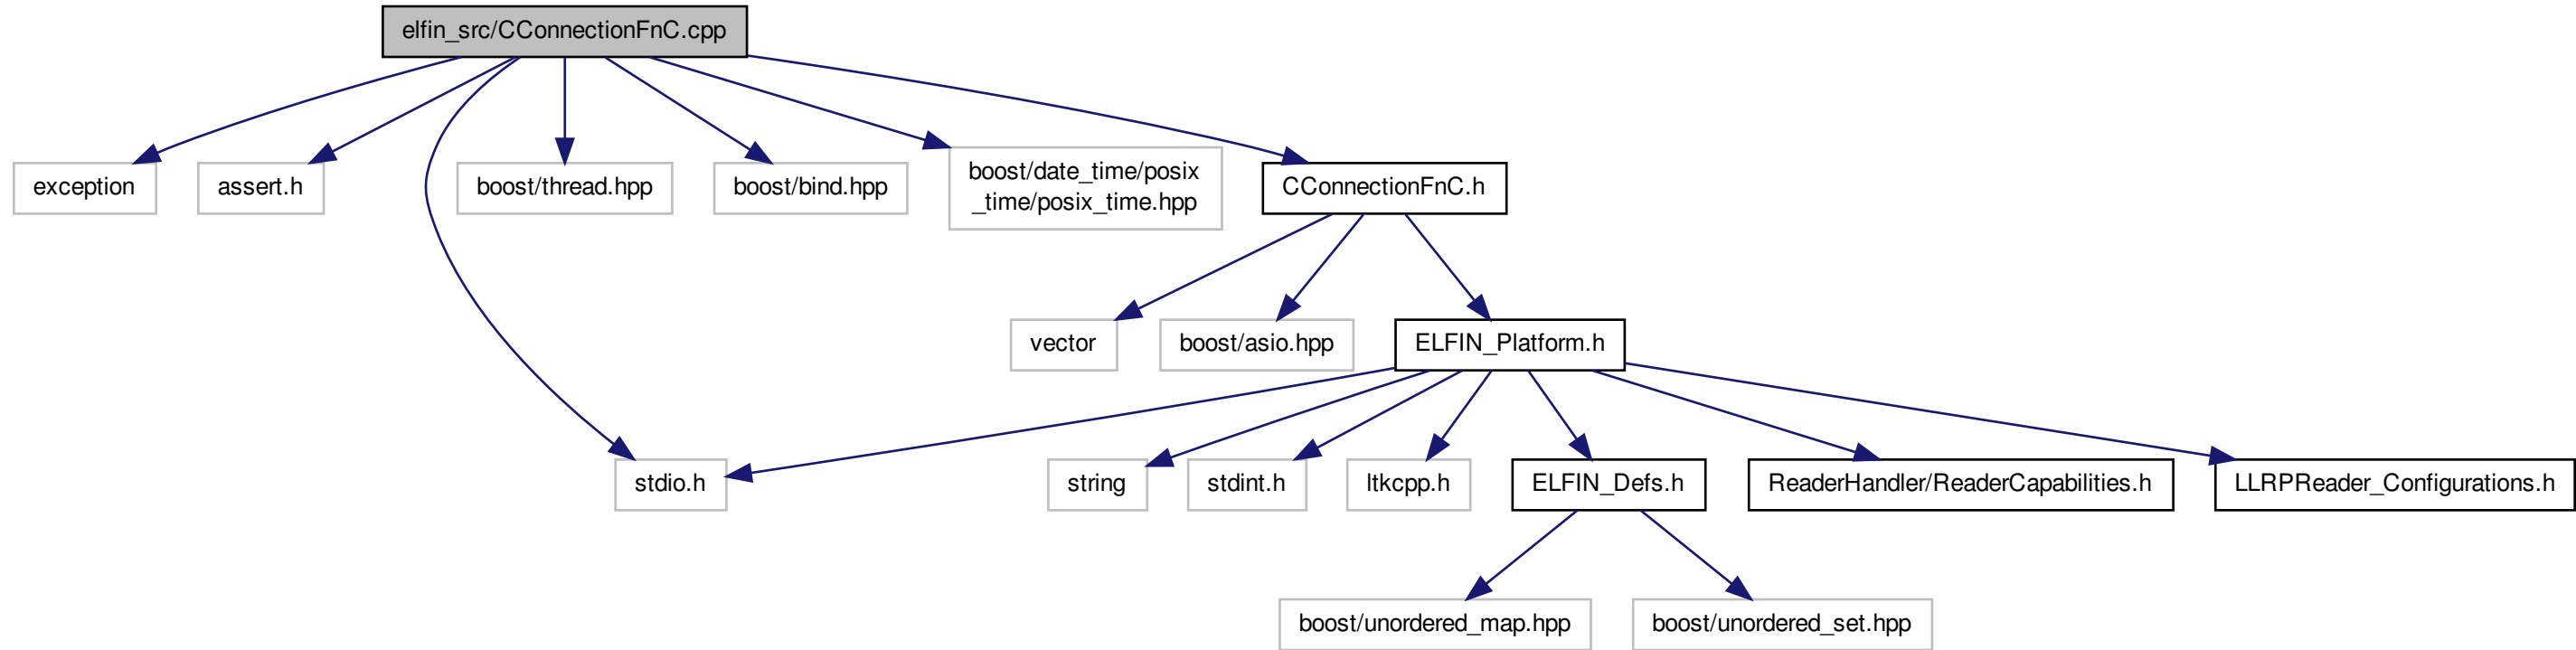 elfin_src/CConnectionFnC.cpp
exception
assert.h
boost/thread.hpp
boost/bind.hpp
boost/date_time/posix
_time/posix_time.hpp
CConnectionFnC.h
vector
boost/asio.hpp
ELFIN_Platform.h
stdio.h
string
stdint.h
ltkcpp.h
ELFIN_Defs.h
ReaderHandler/ReaderCapabilities.h
LLRPReader_Configurations.h
boost/unordered_map.hpp
boost/unordered_set.hpp